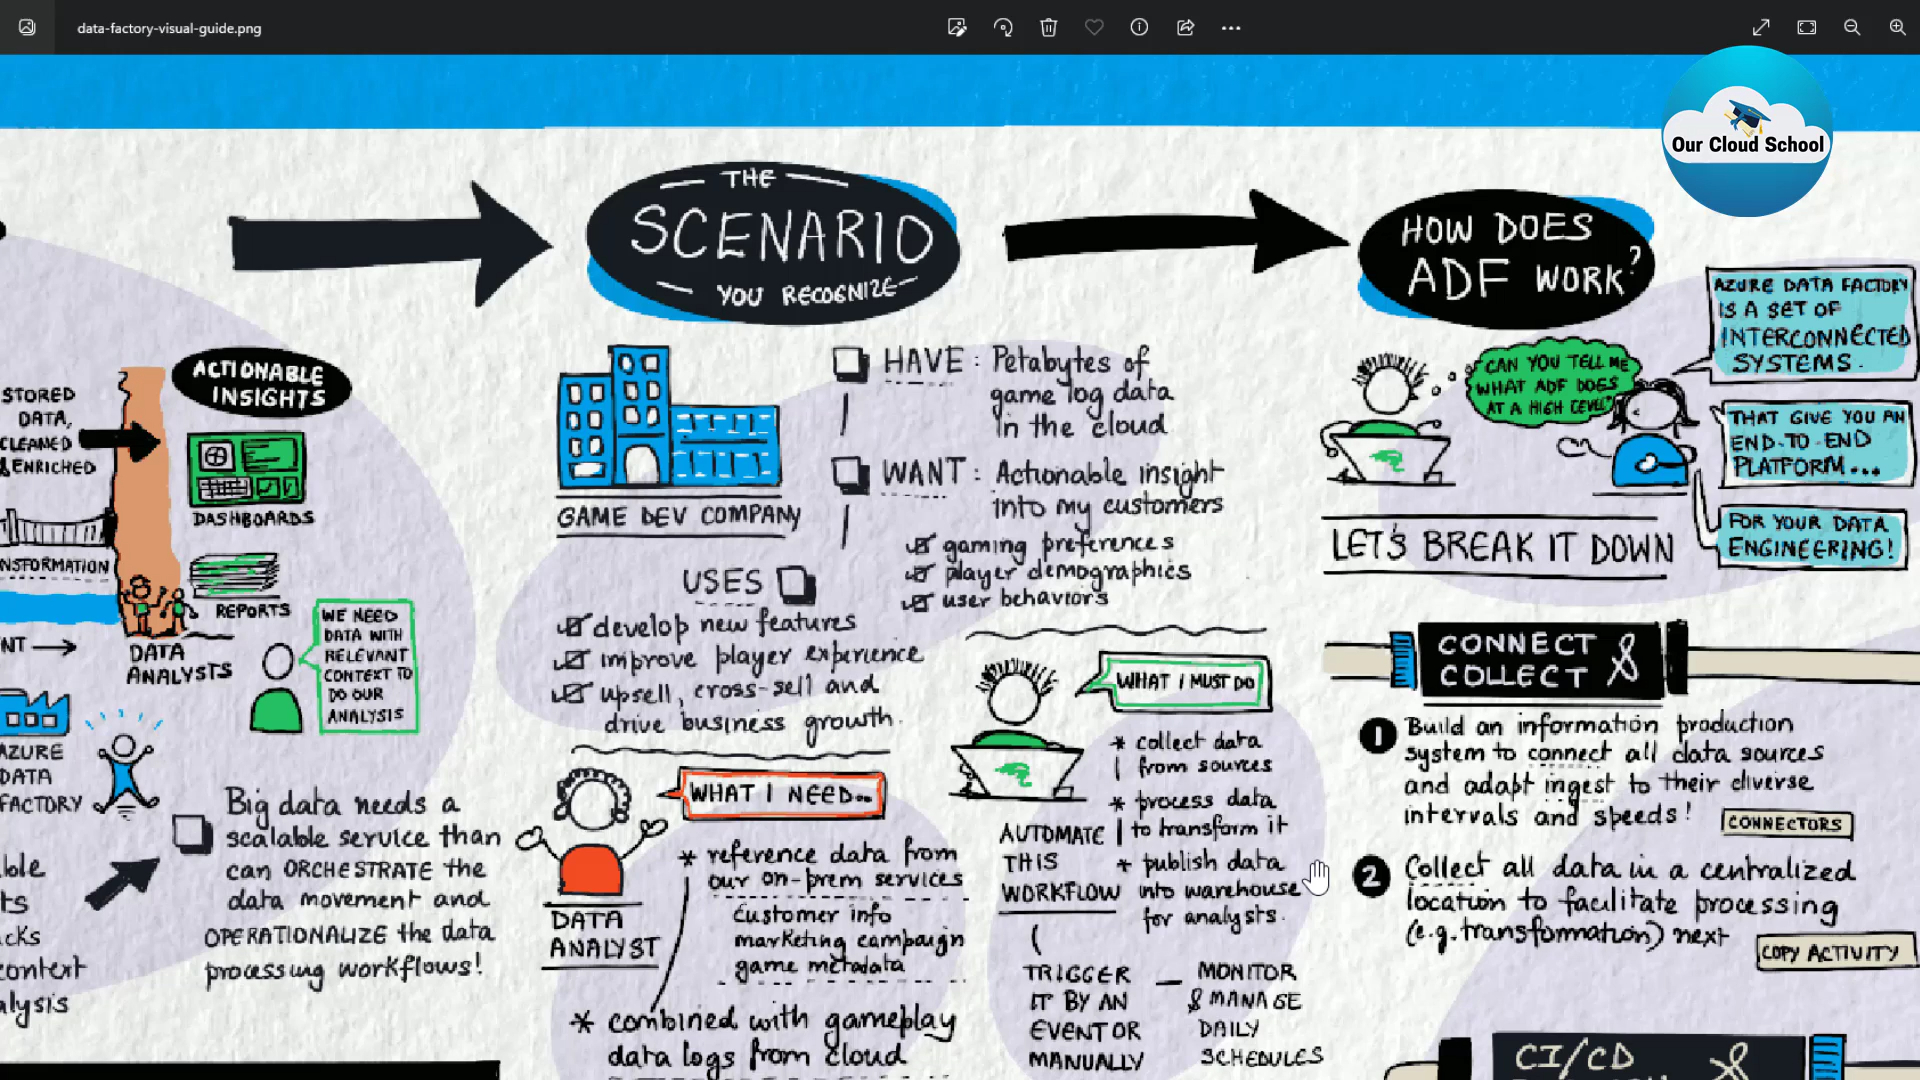 data-factory-visual-guide.png
Our Cloud School
STORED
DATA,
CLEANED
& ENRICHED
ACTIONABLE
INSIGHTS
DASHBOARDS
NSFORMATION
REPORTS
NT
DATA
ANALYSTS
WE NEED
DATA WITH
RELEVANT
CONTEXT TO
DO OUR
ANALYSIS
AZURE
DATA
FACTORY
Big data needs a
scalable service than
can ORCHESTRATE the
data movement and
OPERATIONALIZE the data
processing workflows!
ble
ts
cks
context
alysis
THE
SCENARIO
YOU RECOGNIZE
GAME DEV COMPANY
HAVE: Petabytes of
game log data
in the cloud
WANT: Actionable insight
into my customers
gaming preferences
player demographics
user behaviors
USES
develop new features
improve player experience
upsell, cross-sell and
drive business growth.
WHAT I NEED...
DATA
ANALYST
* reference data from
our on-prem services
Customer info
marketing campaign
game metadata
* combined with gameplay
data logs from cloud
WHAT I MUST DO
* collect data
from sources
* process data
to transform it
* publish data
into warehouse
for analysts.
AUTOMATE
THIS
WORKFLOW
TRIGGER
IT BY AN
EVENT OR
MANUALLY
MONITOR
& MANAGE
DAILY
SCHEDULES
HOW DOES
ADF WORK?
CAN YOU TELL ME
WHAT ADF DOES
AT A HIGH LEVEL?
AZURE DATA FACTORY
IS A SET OF
INTERCONNECTED
SYSTEMS.
THAT GIVE YOU AN
END-TO-END
PLATFORM...
FOR YOUR DATA
ENGINEERING!
LET'S BREAK IT DOWN
CONNECT &
COLLECT
1 Build an information production
system to connect all data sources
and adapt ingest to their diverse
intervals and speeds!
CONNECTORS
2 Collect all data in a centralized
location to facilitate processing
(e.g. transformation) next
COPY ACTIVITY
CI/CD &